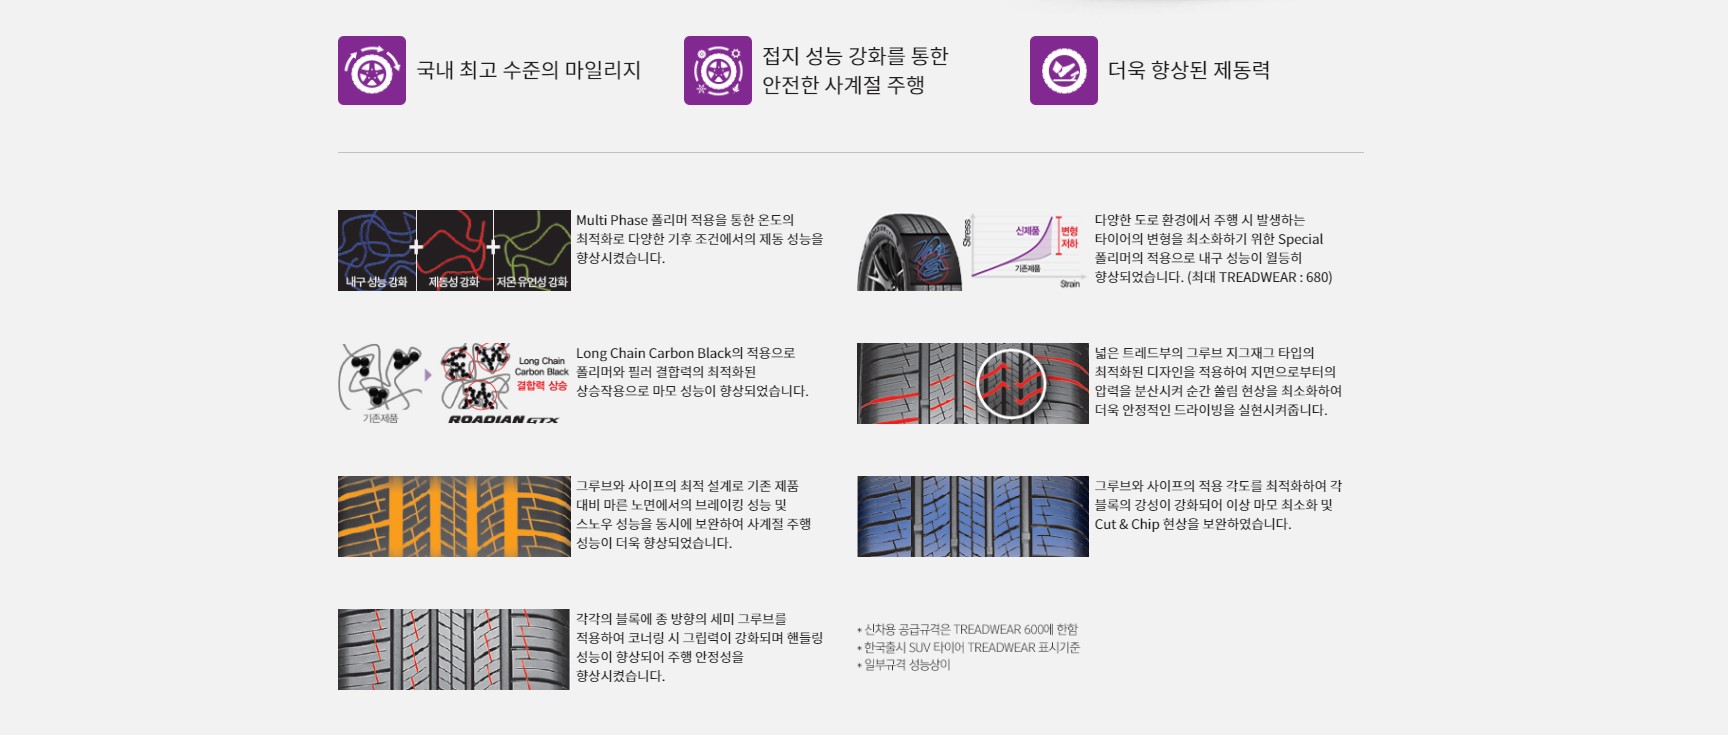 국내 최고 수준의 마일리지
접지 성능 강화를 통한
안전한 사계절 주행
더욱 향상된 제동력
내구 성능 강화
제동성 강화
저온 유연성 강화
Multi Phase 폴리머 적용을 통한 온도의
최적화로 다양한 기후 조건에서의 제동 성능을
향상시켰습니다.
Stress
신제품
변형
저하
기존제품
Strain
다양한 도로 환경에서 주행 시 발생하는
타이어의 변형을 최소화하기 위한 Special
폴리머의 적용으로 내구 성능이 월등히
향상되었습니다. (최대 TREADWEAR : 680)
기존제품
Long Chain
Carbon Black
결합력 상승
ROADIAN GTX
Long Chain Carbon Black의 적용으로
폴리머와 필러 결합력의 최적화된
상승작용으로 마모 성능이 향상되었습니다.
넓은 트레드부의 그루브 지그재그 타입의
최적화된 디자인을 적용하여 지면으로부터의
압력을 분산시켜 순간 쏠림 현상을 최소화하여
더욱 안정적인 드라이빙을 실현시켜줍니다.
그루브와 사이프의 최적 설계로 기존 제품
대비 마른 노면에서의 브레이킹 성능 및
스노우 성능을 동시에 보완하여 사계절 주행
성능이 더욱 향상되었습니다.
그루브와 사이프의 적용 각도를 최적화하여 각
블록의 강성이 강화되어 이상 마모 최소화 및
Cut & Chip 현상을 보완하였습니다.
각각의 블록에 종 방향의 세미 그루브를
적용하여 코너링 시 그립력이 강화되며 핸들링
성능이 향상되어 주행 안정성을
향상시켰습니다.
* 신차용 공급규격은 TREADWEAR 600에 한함
* 한국출시 SUV 타이어 TREADWEAR 표시기준
* 일부규격 성능상이